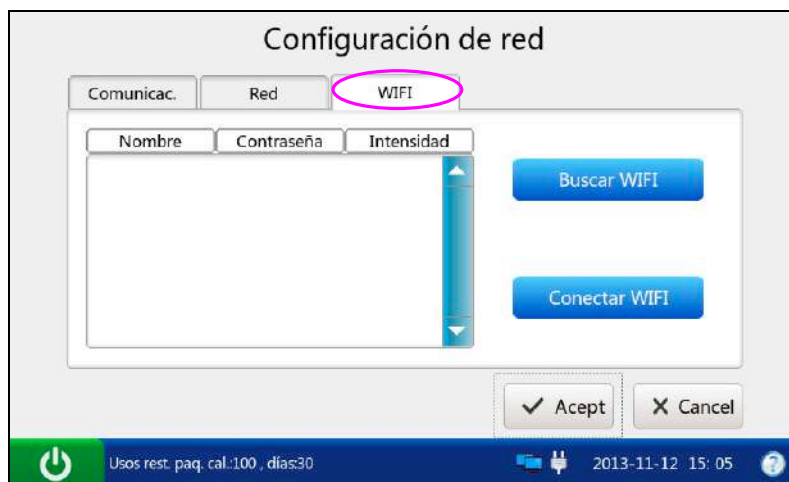 Configuración de red
Comunicac. Red WIFI
Nombre Contraseña Intensidad
Buscar WIFI
Conectar WIFI
Acept Cancel
Usos rest. paq. cal.:100 , días:30 2013-11-12 15: 05 ?